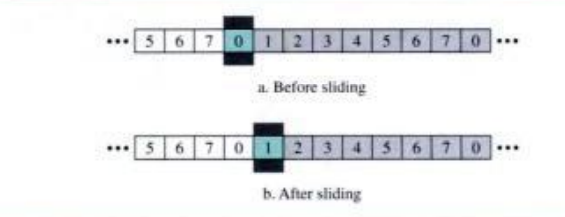 ••• 5 6 7 0 1 2 3 4 5 6 7 0 •••
a. Before sliding
••• 5 6 7 0 1 2 3 4 5 6 7 0 •••
b. After sliding